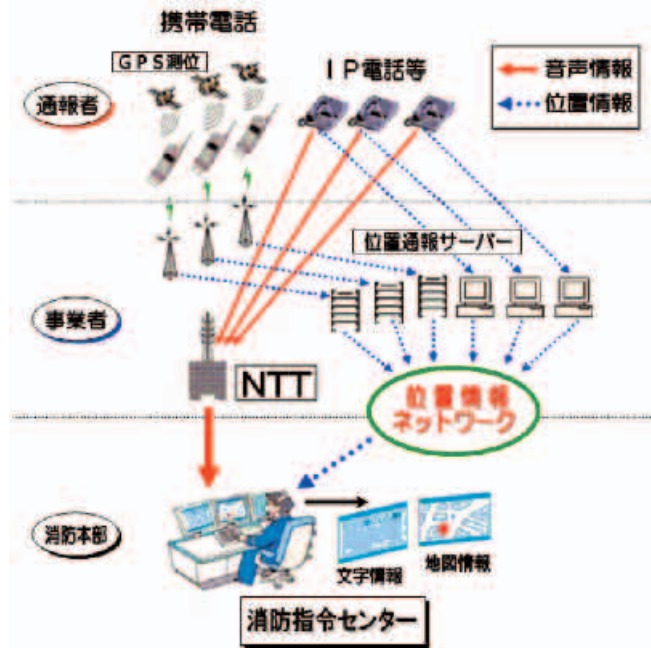 携帯電話
GPS測位
IP電話等
音声情報
位置情報
通報者
位置通報サーバー
事業者
NTT
位置情報
ネットワーク
消防本部
文字情報
地図情報
消防指令センター